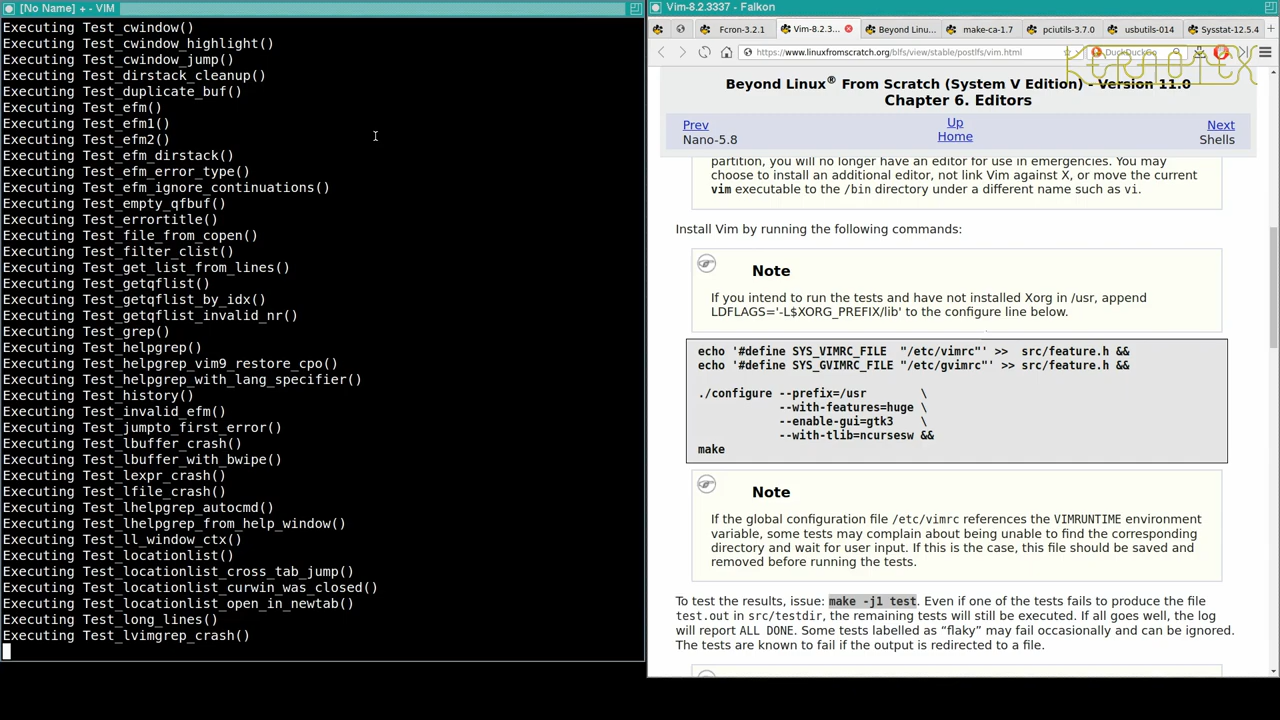 [No Name] + - VIM
Executing Test_cwindow()
Executing Test_cwindow_highlight()
Executing Test_cwindow_jump()
Executing Test_dirstack_cleanup()
Executing Test_duplicate_buf()
Executing Test_efm()
Executing Test_efm1()
Executing Test_efm2()
Executing Test_efm_dirstack()
Executing Test_efm_error_type()
Executing Test_efm_ignore_continuations()
Executing Test_empty_qfbuf()
Executing Test_errortitle()
Executing Test_file_from_copen()
Executing Test_filter_clist()
Executing Test_get_list_from_lines()
Executing Test_getqflist()
Executing Test_getqflist_by_idx()
Executing Test_getqflist_invalid_nr()
Executing Test_grep()
Executing Test_helpgrep()
Executing Test_helpgrep_vim9_restore_cpo()
Executing Test_helpgrep_with_lang_specifier()
Executing Test_history()
Executing Test_invalid_efm()
Executing Test_jumpto_first_error()
Executing Test_lbuffer_crash()
Executing Test_lbuffer_with_bwipe()
Executing Test_lexpr_crash()
Executing Test_lfile_crash()
Executing Test_lhelpgrep_autocmd()
Executing Test_lhelpgrep_from_help_window()
Executing Test_ll_window_ctx()
Executing Test_locationlist()
Executing Test_locationlist_cross_tab_jump()
Executing Test_locationlist_curwin_was_closed()
Executing Test_locationlist_open_in_newtab()
Executing Test_long_lines()
Executing Test_lvimgrep_crash()
Vim-8.2.3337 - Falkon
Fcron-3.2.1 Vim-8.2.3... Beyond Linu... make-ca-1.7 pciutils-3.7.0 usbutils-014 Sysstat-12.5.4
https://www.linuxfromscratch.org/blfs/view/stable/postlfs/vim.html DuckDuckGo
KERNOTEX
Beyond Linux® From Scratch (System V Edition) - Version 11.0
Chapter 6. Editors
Prev Up Next
Nano-5.8 Home Shells
partition, you will no longer have an editor for use in emergencies. You may
choose to install an additional editor, not link Vim against X, or move the current
vim executable to the /bin directory under a different name such as vi.
Install Vim by running the following commands:
Note
If you intend to run the tests and have not installed Xorg in /usr, append
LDFLAGS='-L$XORG_PREFIX/lib' to the configure line below.
echo '#define SYS_VIMRC_FILE  "/etc/vimrc"' >>  src/feature.h &&
echo '#define SYS_GVIMRC_FILE "/etc/gvimrc"' >> src/feature.h &&
./configure --prefix=/usr \
--with-features=huge \
--enable-gui=gtk3 \
--with-tlib=ncursesw &&
make
Note
If the global configuration file /etc/vimrc references the VIMRUNTIME environment
variable, some tests may complain about being unable to find the corresponding
directory and wait for user input. If this is the case, this file should be saved and
removed before running the tests.
To test the results, issue: make -j1 test. Even if one of the tests fails to produce the file
test.out in src/testdir, the remaining tests will still be executed. If all goes well, the log
will report ALL DONE. Some tests labelled as “flaky” may fail occasionally and can be ignored.
The tests are known to fail if the output is redirected to a file.